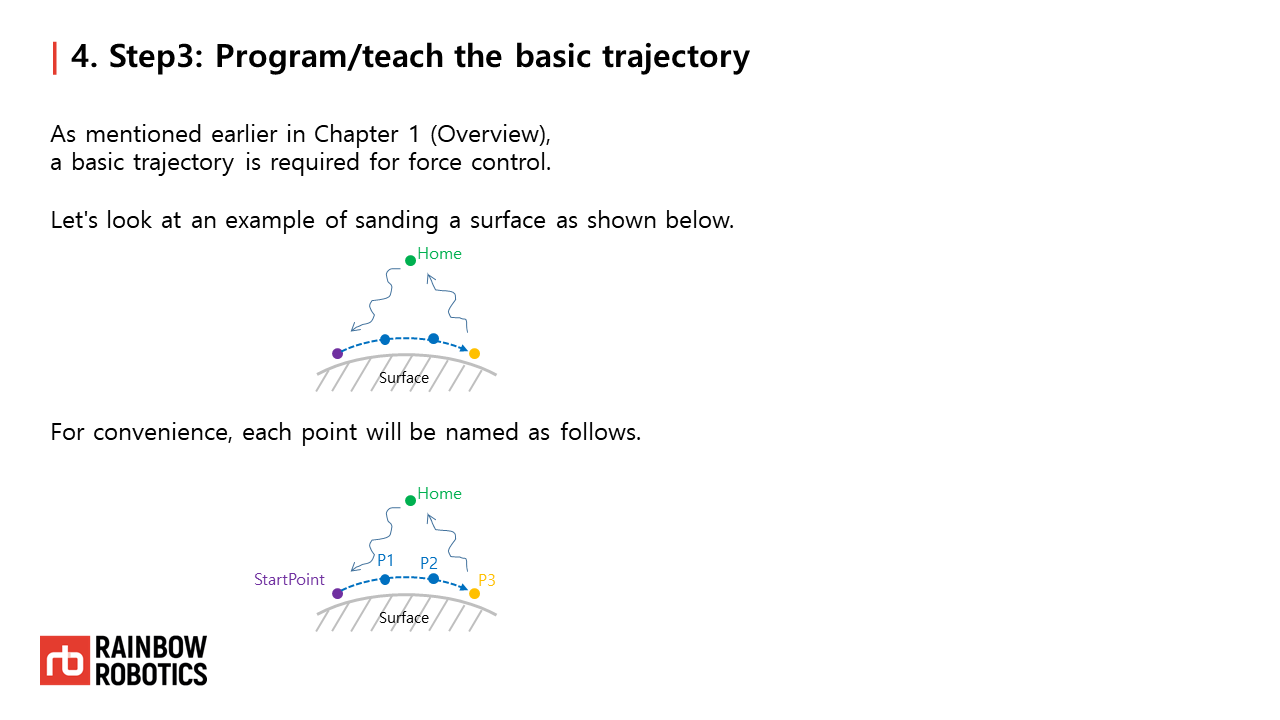 4. Step3: Program/teach the basic trajectory
As mentioned earlier in Chapter 1 (Overview),
a basic trajectory is required for force control.
Let's look at an example of sanding a surface as shown below.
Home
Surface
For convenience, each point will be named as follows.
Home
P1
P2
StartPoint
P3
Surface
rb
RAINBOW
ROBOTICS